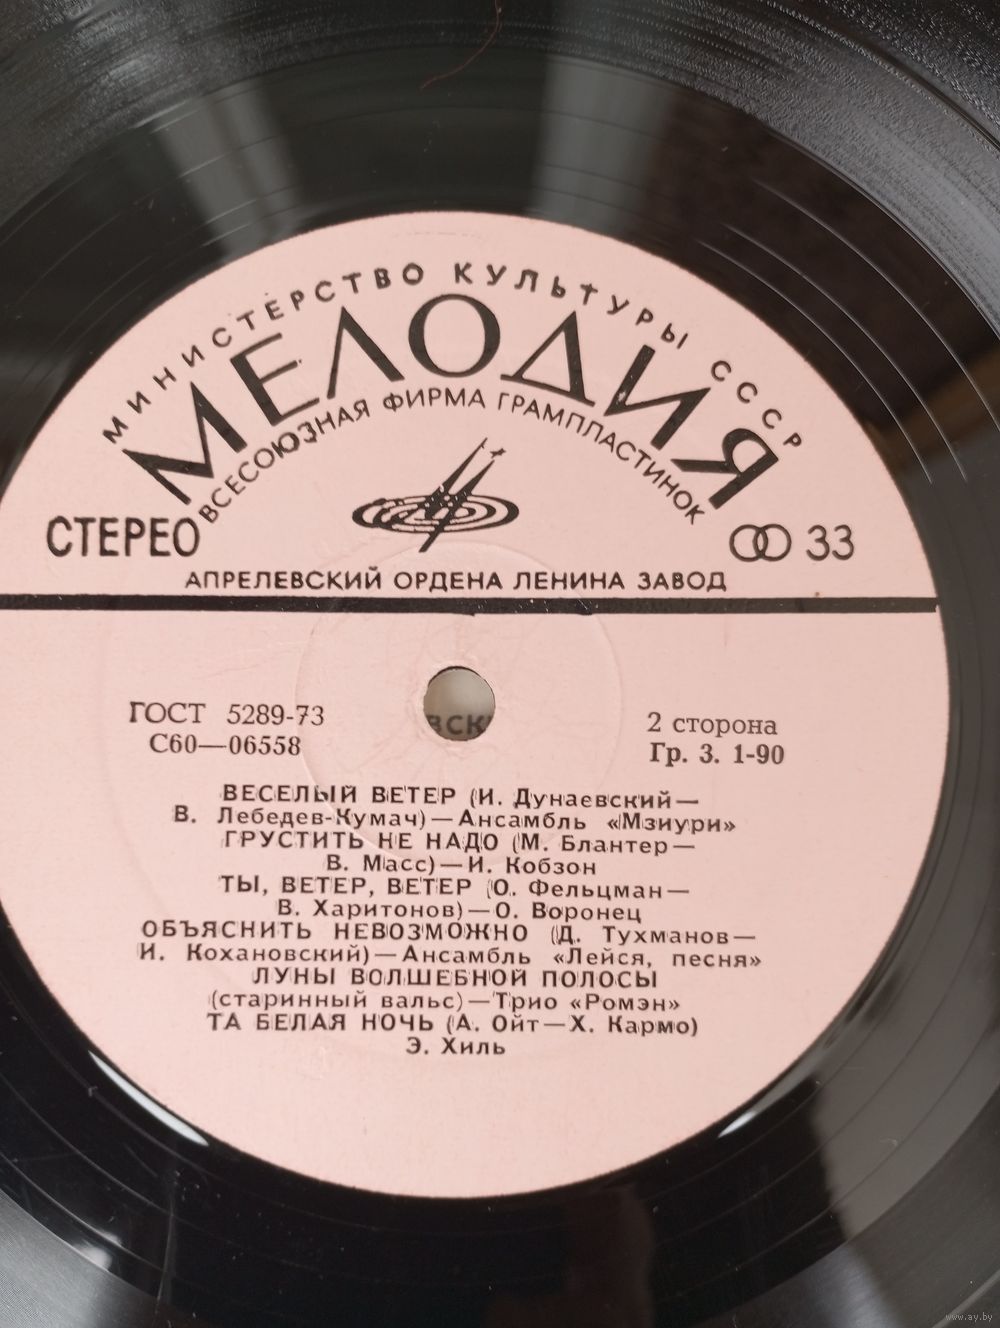 МИНИСТЕРСТВО КУЛЬТУРЫ СССР
МЕЛОДИЯ
ВСЕСОЮЗНАЯ ФИРМА ГРАМПЛАСТИНОК
СТЕРЕО
33
АПРЕЛЕВСКИЙ ОРДЕНА ЛЕНИНА ЗАВОД
ГОСТ 5289-73
С60—06558
2 сторона
Гр. 3. 1-90
ВЕСЕЛЫЙ ВЕТЕР (И. Дунаевский—
В. Лебедев-Кумач)—Ансамбль «Мзиури»
ГРУСТИТЬ НЕ НАДО (М. Блантер—
В. Масс)—И. Кобзон
ТЫ, ВЕТЕР, ВЕТЕР (О. Фельцман—
В. Харитонов)—О. Воронец
ОБЪЯСНИТЬ НЕВОЗМОЖНО (Д. Тухманов—
И. Кохановский)—Ансамбль «Лейся, песня»
ЛУНЫ ВОЛШЕБНОЙ ПОЛОСЫ
(старинный вальс)—Трио «Ромэн»
ТА БЕЛАЯ НОЧЬ (А. Ойт—Х. Кармо)
Э. Хиль
www.ay.by